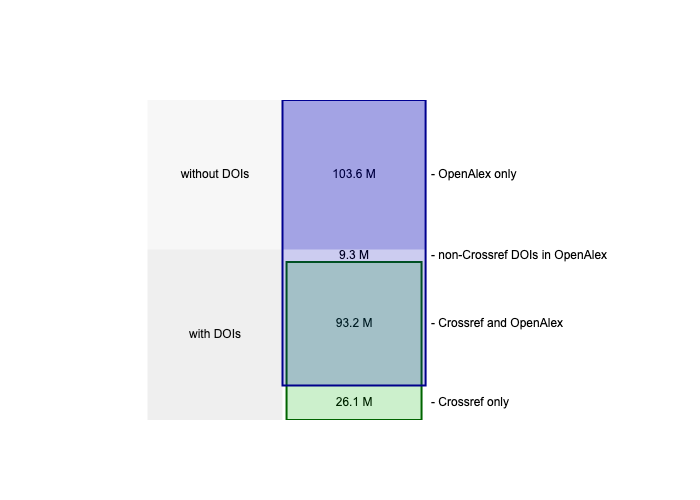 without DOIs
103.6 M
- OpenAlex only
9.3 M
- non-Crossref DOIs in OpenAlex
with DOIs
93.2 M
- Crossref and OpenAlex
26.1 M
- Crossref only